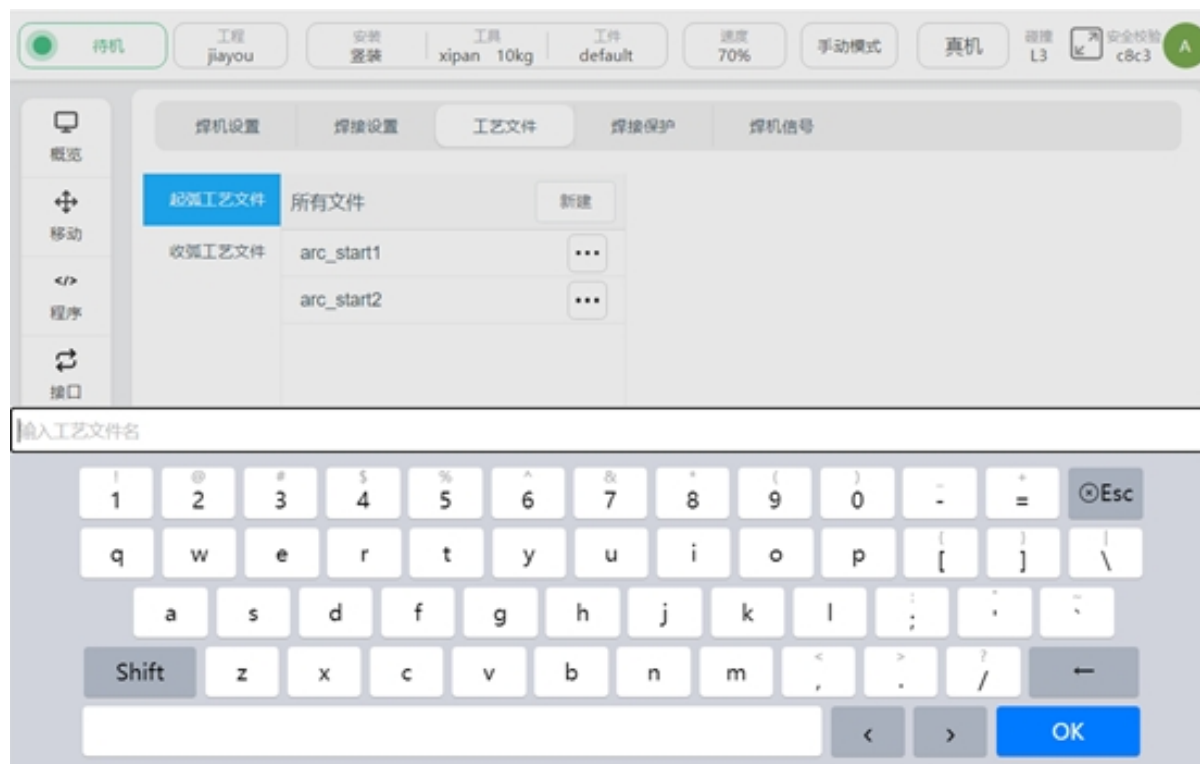 待机
工程
jiayou
安装
竖装
工具
xipan 10kg
工件
default
速度
70%
手动模式
真机
碰撞
L3
安全校验
c8c3
A
焊机设置 焊接设置 工艺文件 焊接保护 焊机信号
概览
移动
</>
程序
接口
起弧工艺文件
收弧工艺文件
所有文件 新建
arc_start1 •••
arc_start2 •••
输入工艺文件名
! @ # $ % ^ & * ( ) _ +
1 2 3 4 5 6 7 8 9 0 - = Esc
{ } |
q w e r t y u i o p [ ] \
: " ~
a s d f g h j k l ; ' `
< > ?
Shift z x c v b n m , . / ←
< > OK